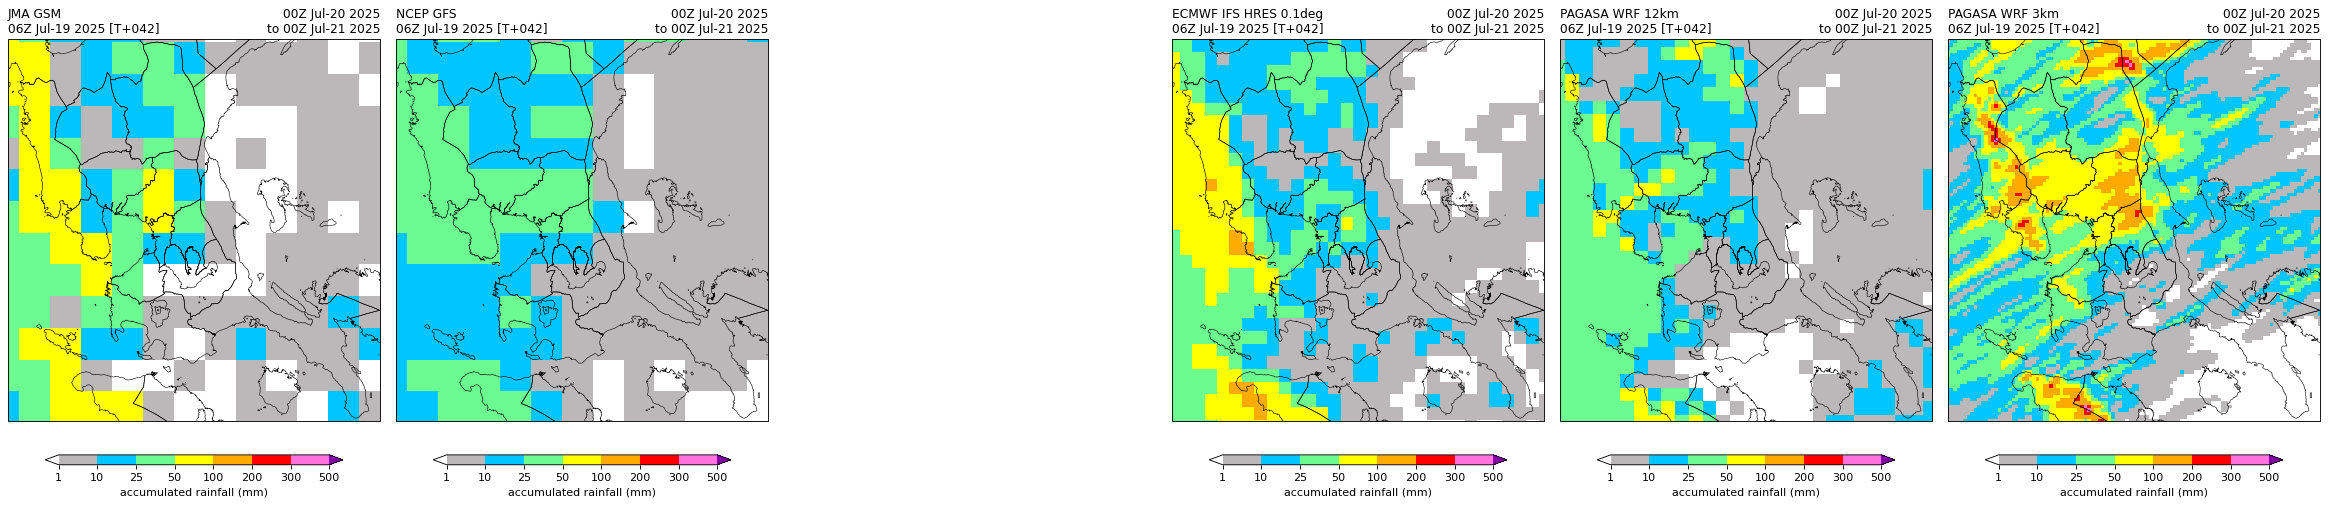 JMA GSM 00Z Jul-20 2025
06Z Jul-19 2025 [T+042] to 00Z Jul-21 2025
1 10 25 50 100 200 300 500
accumulated rainfall (mm)
NCEP GFS 00Z Jul-20 2025
06Z Jul-19 2025 [T+042] to 00Z Jul-21 2025
1 10 25 50 100 200 300 500
accumulated rainfall (mm)
ECMWF IFS HRES 0.1deg 00Z Jul-20 2025
06Z Jul-19 2025 [T+042] to 00Z Jul-21 2025
1 10 25 50 100 200 300 500
accumulated rainfall (mm)
PAGASA WRF 12km 00Z Jul-20 2025
06Z Jul-19 2025 [T+042] to 00Z Jul-21 2025
1 10 25 50 100 200 300 500
accumulated rainfall (mm)
PAGASA WRF 3km 00Z Jul-20 2025
06Z Jul-19 2025 [T+042] to 00Z Jul-21 2025
1 10 25 50 100 200 300 500
accumulated rainfall (mm)